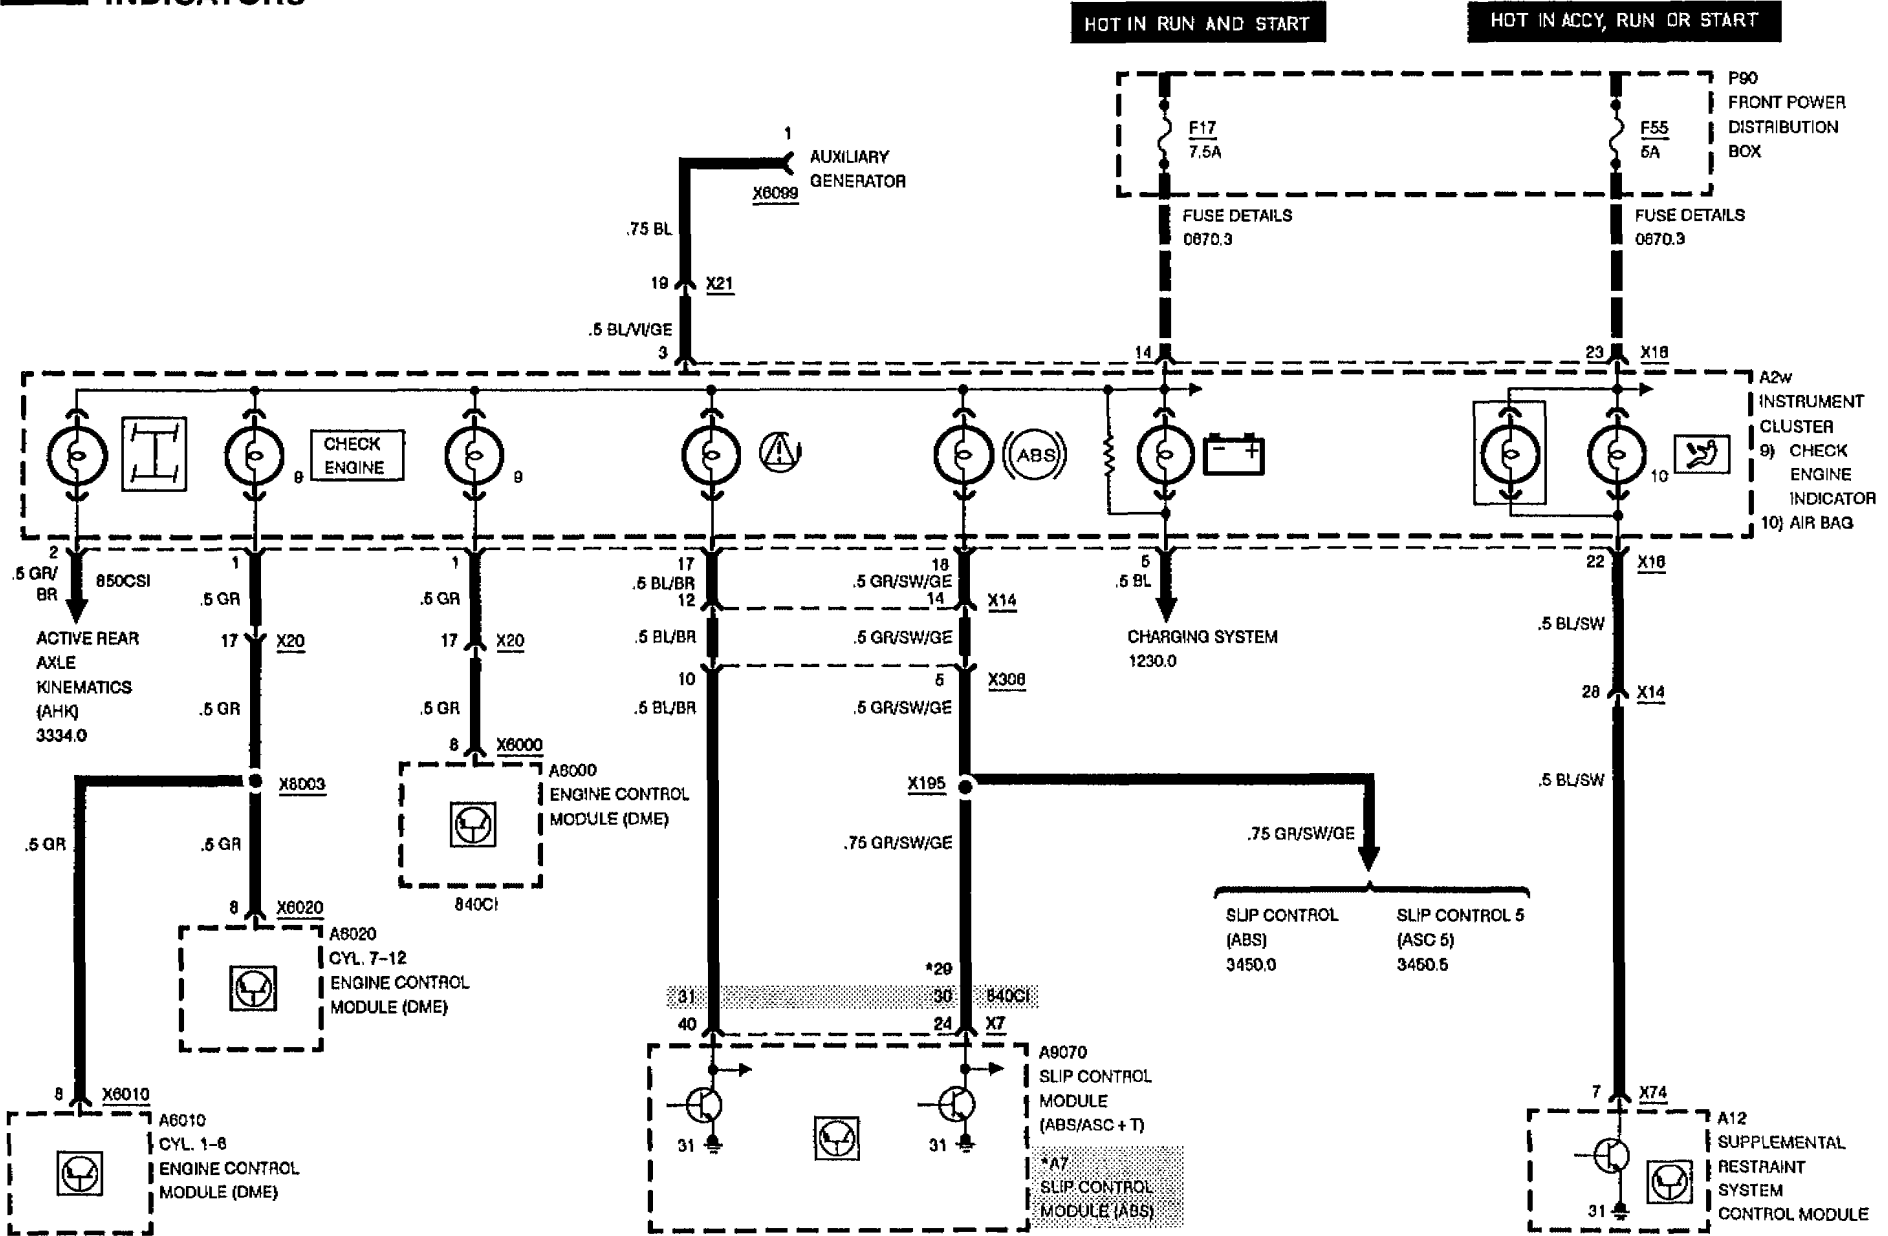 INDICATORS
HOT IN RUN AND START
HOT IN ACCY, RUN OR START
P90
FRONT POWER
DISTRIBUTION
BOX
F17
7.5A
F55
5A
1
AUXILIARY
GENERATOR
X6099
FUSE DETAILS
0670.3
FUSE DETAILS
0670.3
.75 BL
19
X21
.5 BL/VI/GE
3
14
23
X16
A2w
INSTRUMENT
CLUSTER
9) CHECK
ENGINE
INDICATOR
10) AIR BAG
CHECK
ENGINE
9
9
ABS
10
2
.5 GR/
BR
850CSI
1
1
17
18
5
22
X16
.5 GR
.5 GR
.5 BL/BR
.5 GR/SW/GE
.5 BL
12
14
X14
ACTIVE REAR
AXLE
KINEMATICS
(AHK)
3334.0
17
X20
17
X20
.5 BL/BR
.5 GR/SW/GE
CHARGING SYSTEM
1230.0
.5 BL/SW
10
5
X308
28
X14
.5 GR
.5 GR
.5 BL/BR
.5 GR/SW/GE
8
X6000
X8003
A6000
ENGINE CONTROL
MODULE (DME)
840CI
X195
.5 BL/SW
.5 GR
.5 GR
.75 GR/SW/GE
.75 GR/SW/GE
8
X6020
A6020
CYL. 7-12
ENGINE CONTROL
MODULE (DME)
SLIP CONTROL
(ABS)
3450.0
SLIP CONTROL 5
(ASC 5)
3450.5
*29
31
30
840CI
40
24
X7
8
X6010
A6010
CYL. 1-6
ENGINE CONTROL
MODULE (DME)
A9070
SLIP CONTROL
MODULE
(ABS/ASC + T)
*A7
SLIP CONTROL
MODULE (ABS)
31
31
7
X74
A12
SUPPLEMENTAL
RESTRAINT
SYSTEM
CONTROL MODULE
31